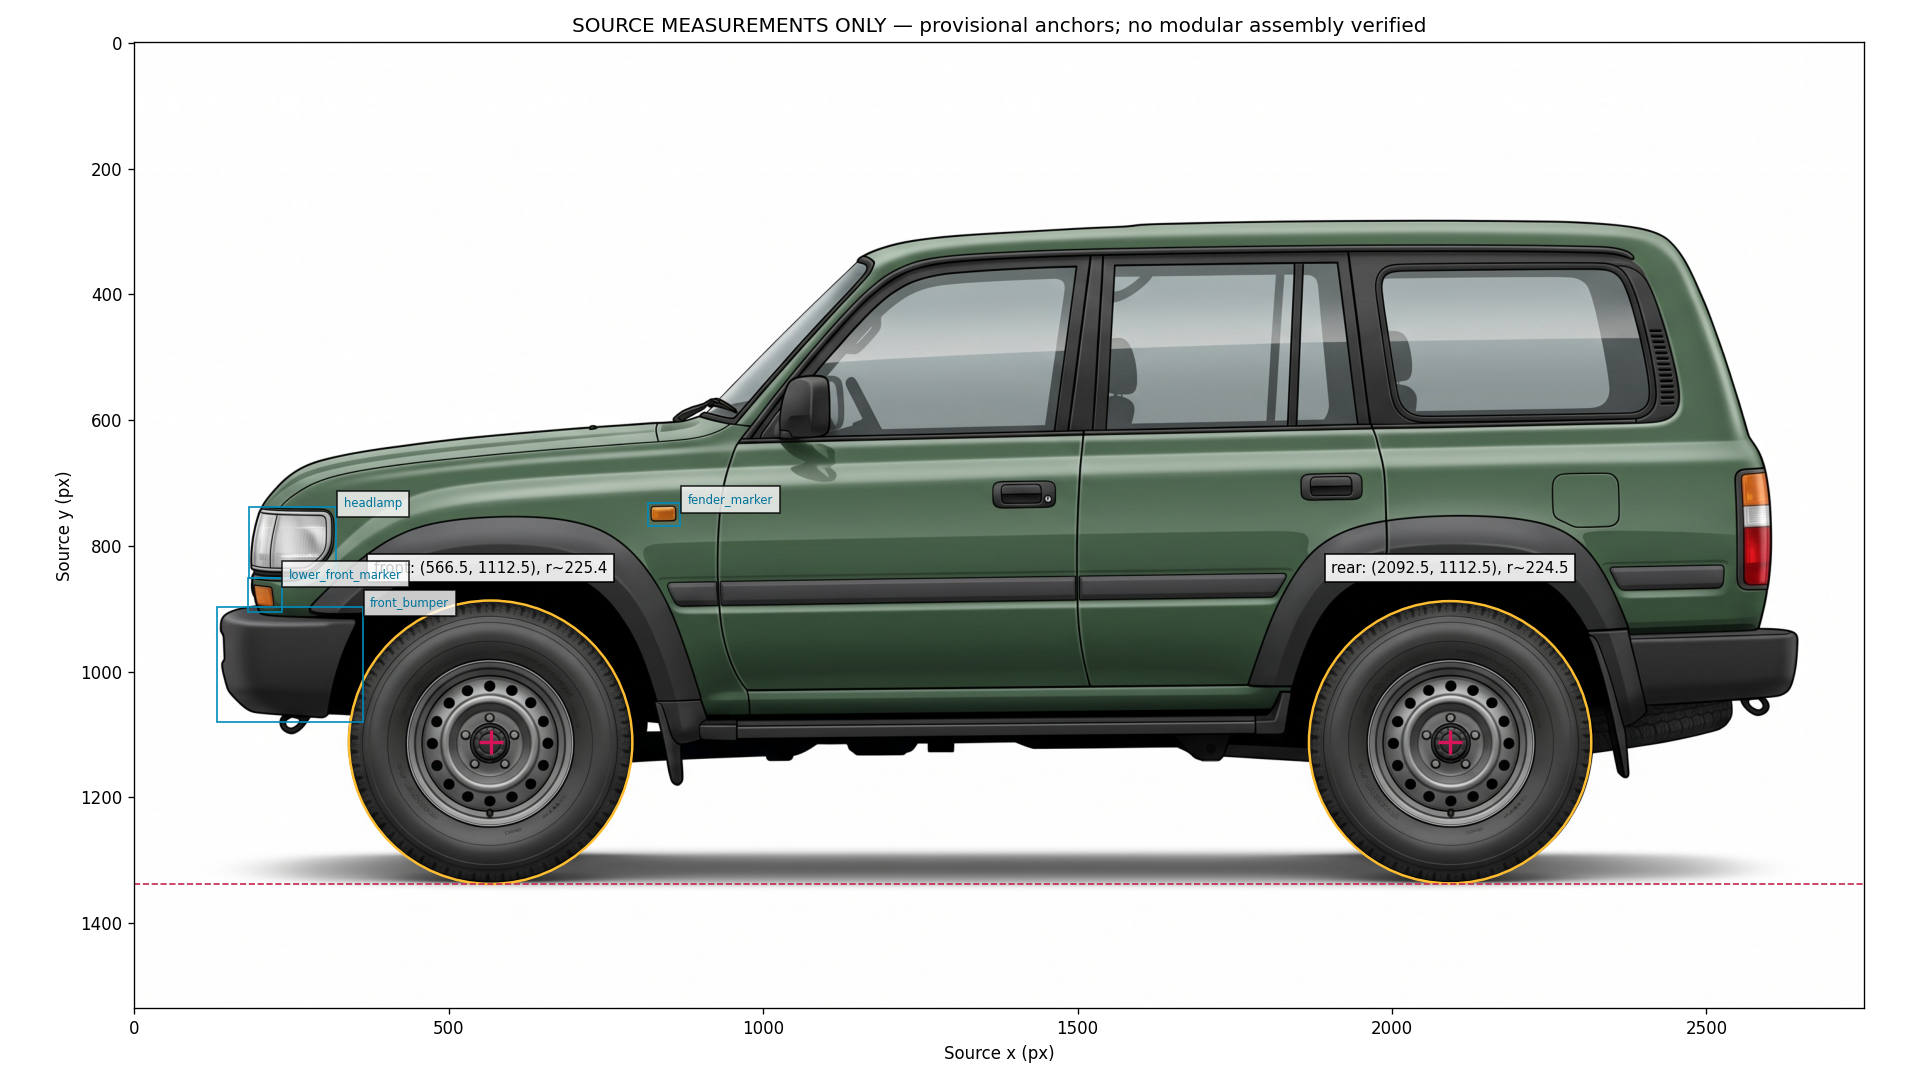 SOURCE MEASUREMENTS ONLY — provisional anchors; no modular assembly verified
0
200
400
600
800
1000
1200
1400
Source y (px)
headlamp
fender_marker
lower_front_marker
front: (566.5, 1112.5), r~225.4
rear: (2092.5, 1112.5), r~224.5
front_bumper
0
500
1000
1500
2000
2500
Source x (px)